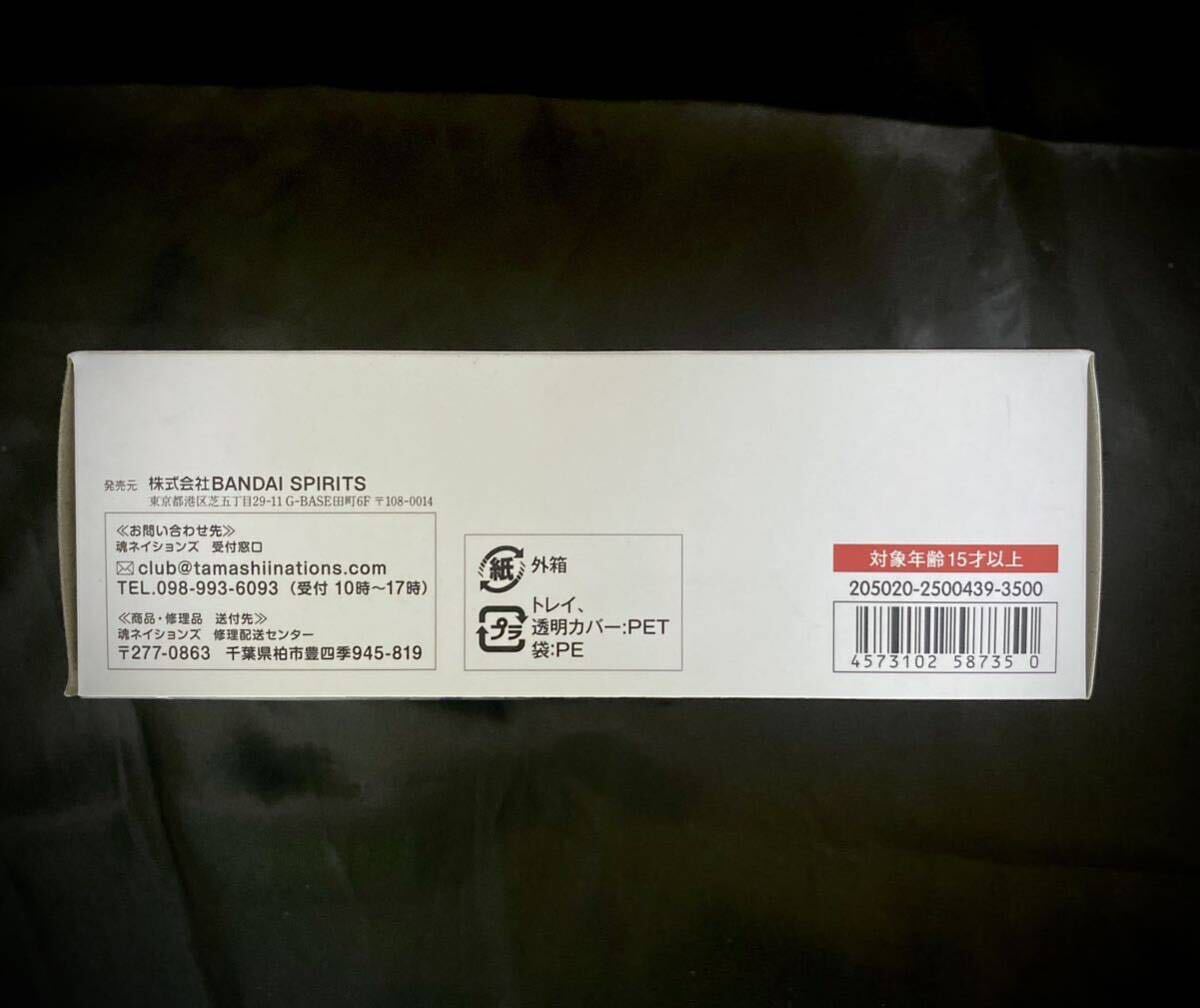 発売元 株式会社BANDAI SPIRITS
東京都港区芝五丁目29-11 G-BASE田町6F 〒108-0014
≪お問い合わせ先≫
魂ネイションズ 受付窓口
club@tamashiinations.com
TEL.098-993-6093（受付 10時～17時）
≪商品・修理品 送付先≫
魂ネイションズ 修理配送センター
〒277-0863 千葉県柏市豊四季945-819
紙 外箱
プラ トレイ、
透明カバー:PET
袋:PE
対象年齢15才以上
205020-2500439-3500
4573102 58735 0